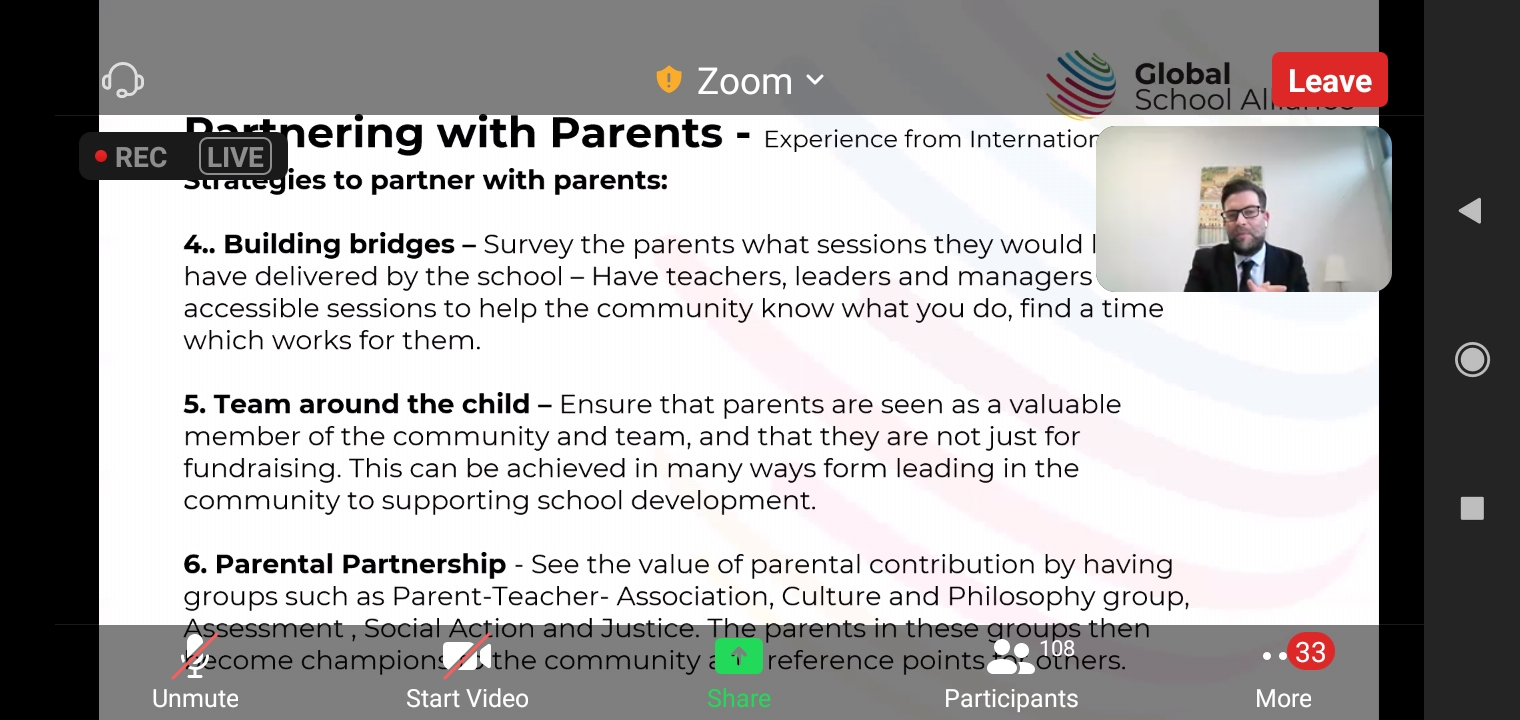 Zoom
Global
School Alliance
Leave
REC LIVE
Partnering with Parents - Experience from Internation
Strategies to partner with parents:
4.. Building bridges – Survey the parents what sessions they would
have delivered by the school – Have teachers, leaders and managers
accessible sessions to help the community know what you do, find a time
which works for them.
5. Team around the child – Ensure that parents are seen as a valuable
member of the community and team, and that they are not just for
fundraising. This can be achieved in many ways form leading in the
community to supporting school development.
6. Parental Partnership - See the value of parental contribution by having
groups such as Parent-Teacher- Association, Culture and Philosophy group,
Assessment , Social Action and Justice. The parents in these groups then
become champions the community reference points others.
108
33
Unmute
Start Video
Share
Participants
More